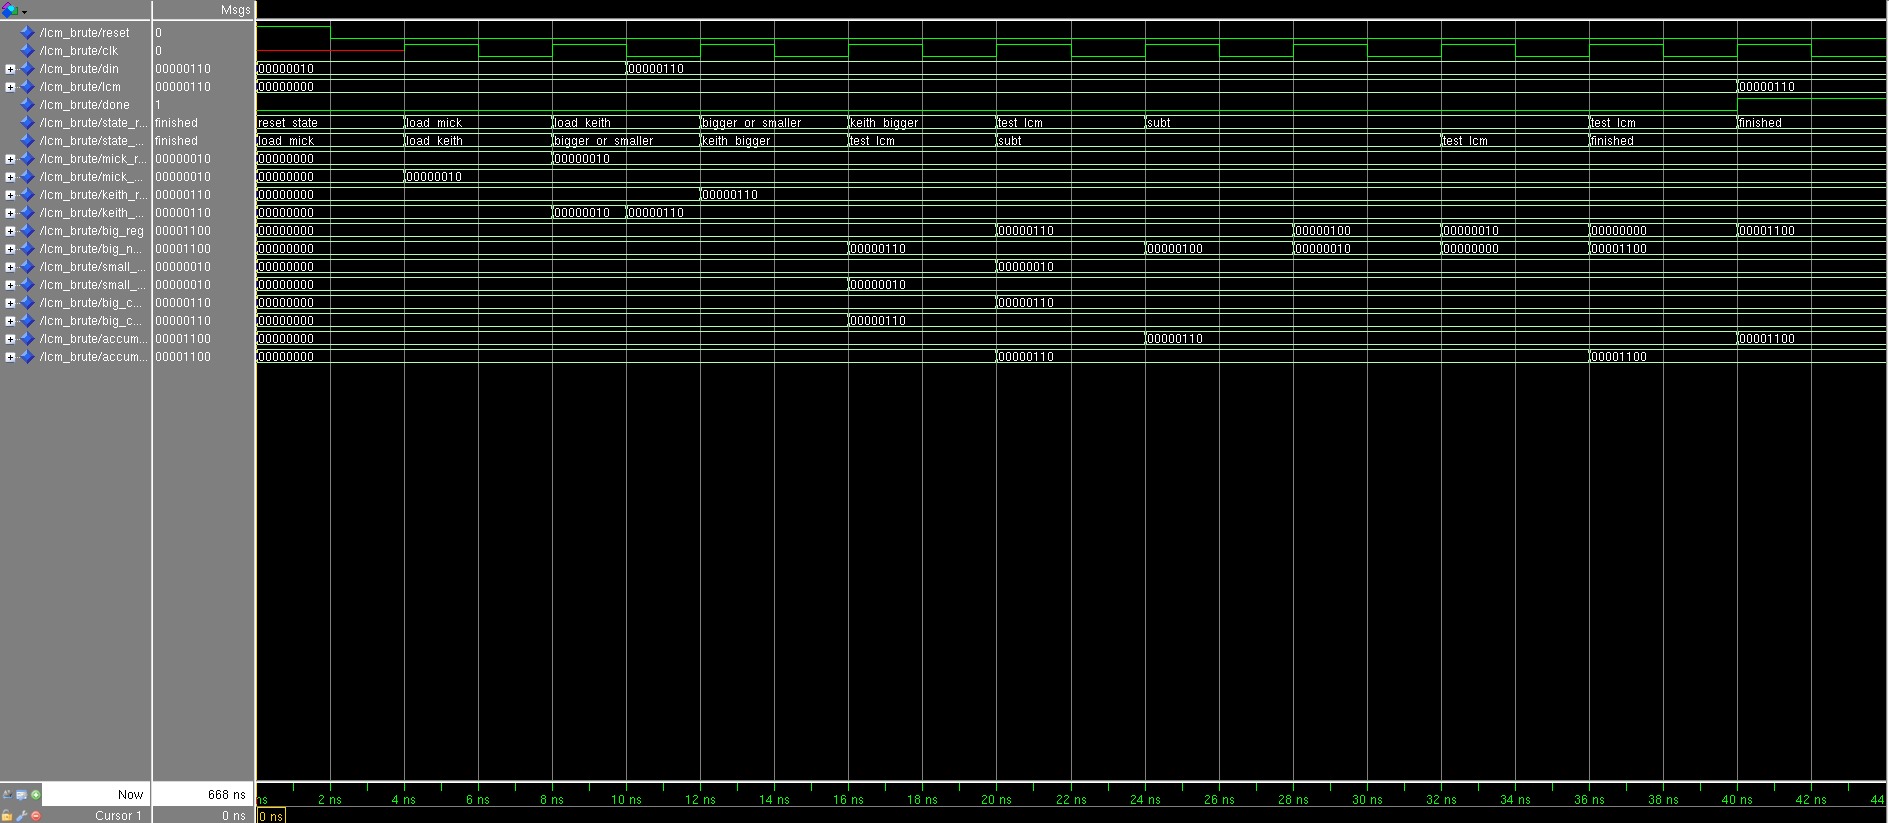 Msgs
/lcm_brute/reset 0
/lcm_brute/clk 0
/lcm_brute/din 00000110 00000010 00000110
/lcm_brute/lcm 00000110 00000000 00000110
/lcm_brute/done 1
/lcm_brute/state_r... finished reset_state load_mick load_keith bigger_or_smaller keith_bigger test_lcm subt test_lcm finished
/lcm_brute/state_... finished load_mick load_keith bigger_or_smaller keith_bigger test_lcm subt test_lcm finished
/lcm_brute/mick_r... 00000010 00000000 00000010
/lcm_brute/mick_... 00000010 00000000 00000010
/lcm_brute/keith_r... 00000110 00000000 00000110
/lcm_brute/keith_... 00000110 00000000 00000010 00000110
/lcm_brute/big_reg 00001100 00000000 00000110 00000100 00000010 00000000 00001100
/lcm_brute/big_n... 00001100 00000000 00000110 00000100 00000010 00000000 00001100
/lcm_brute/small_... 00000010 00000000 00000010
/lcm_brute/small_... 00000010 00000000 00000010
/lcm_brute/big_c... 00000110 00000000 00000110
/lcm_brute/big_c... 00000110 00000000 00000110
/lcm_brute/accum... 00001100 00000000 00000110 00001100
/lcm_brute/accum... 00001100 00000000 00000110 00001100
Now 668 ns ns 2 ns 4 ns 6 ns 8 ns 10 ns 12 ns 14 ns 16 ns 18 ns 20 ns 22 ns 24 ns 26 ns 28 ns 30 ns 32 ns 34 ns 36 ns 38 ns 40 ns 42 ns 44
Cursor 1 0 ns 0 ns